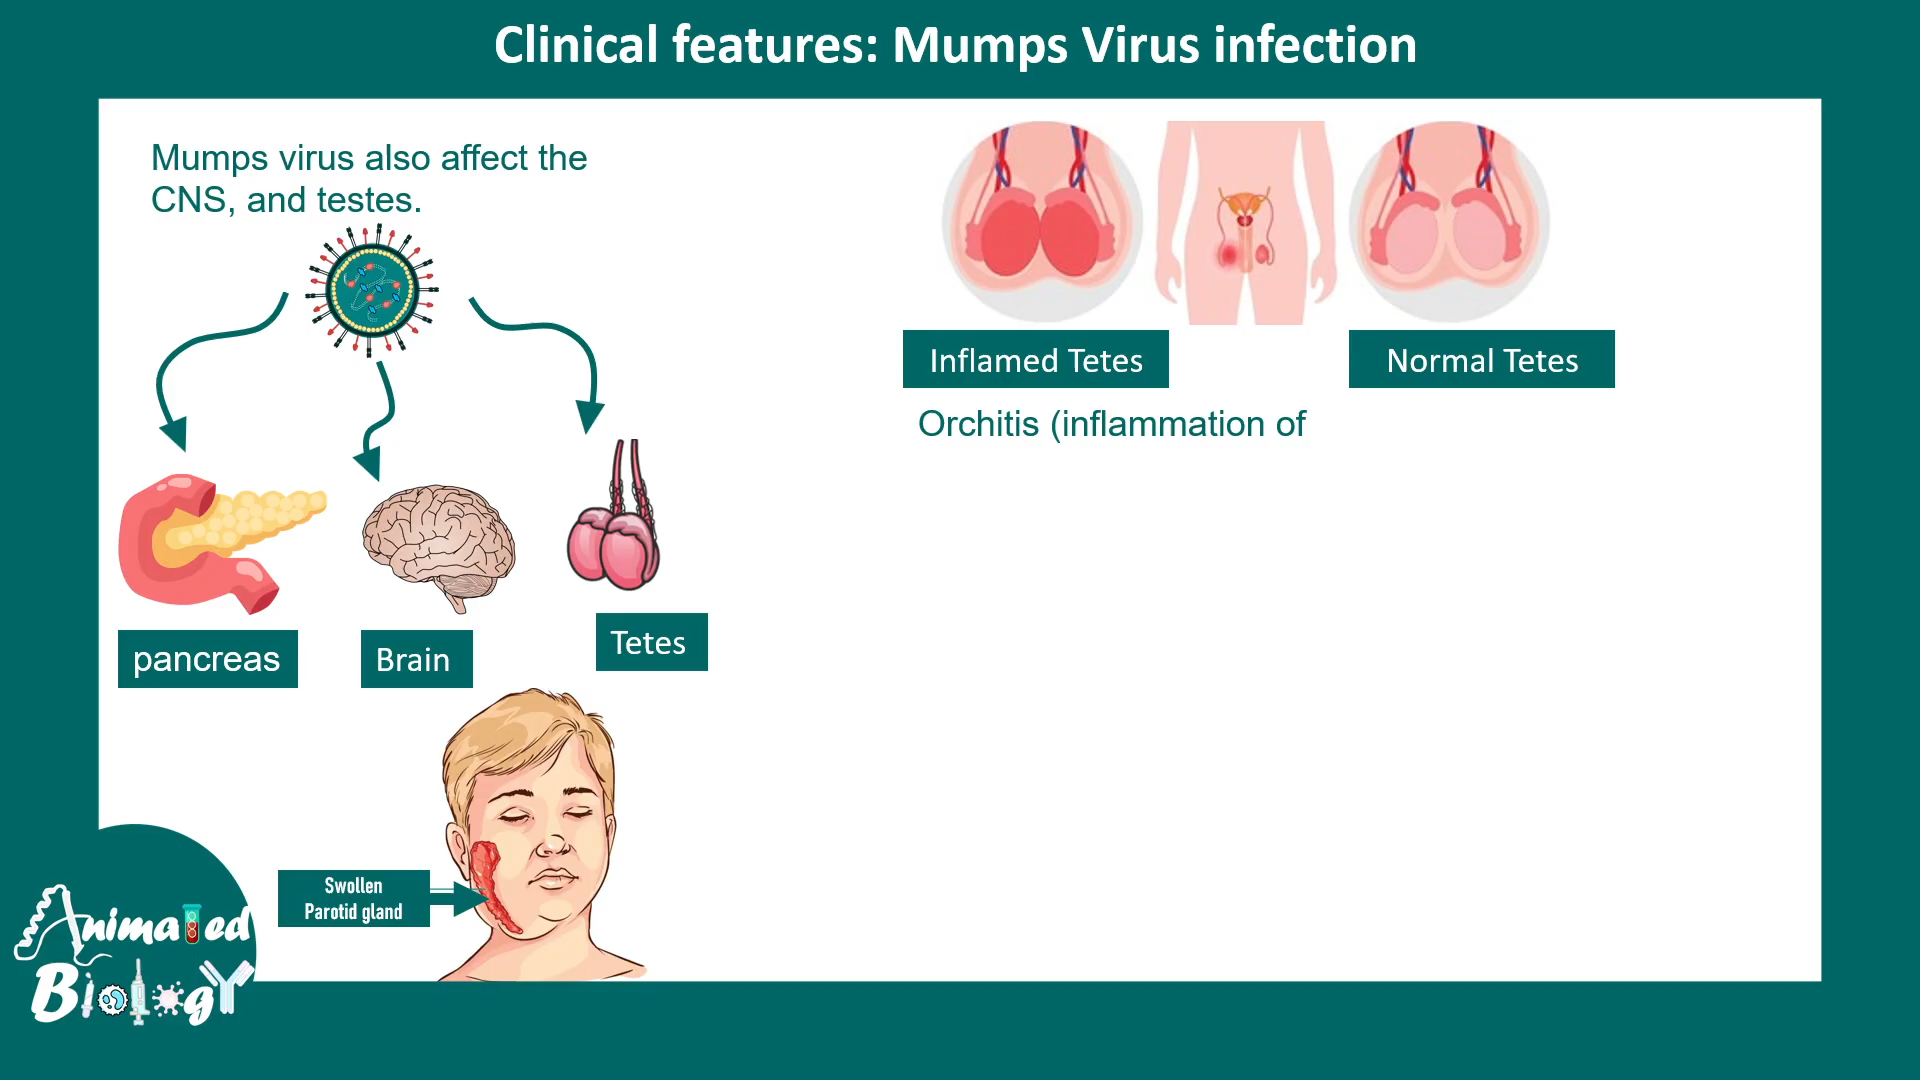 Clinical features: Mumps Virus infection
Mumps virus also affect the
CNS, and testes.
pancreas
Brain
Tetes
Swollen
Parotid gland
Inflamed Tetes
Normal Tetes
Orchitis (inflammation of
Animated
Biology